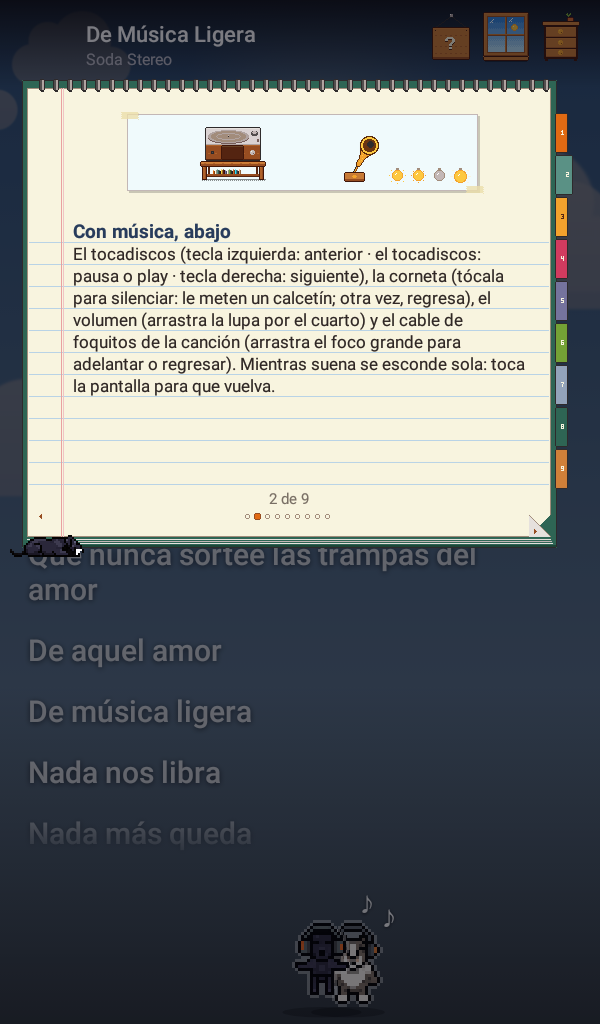 De Música Ligera
Soda Stereo
?
1
2
3
4
5
6
7
8
9
Con música, abajo
El tocadiscos (tecla izquierda: anterior · el tocadiscos:
pausa o play · tecla derecha: siguiente), la corneta (tócala
para silenciar: le meten un calcetín; otra vez, regresa), el
volumen (arrastra la lupa por el cuarto) y el cable de
foquitos de la canción (arrastra el foco grande para
adelantar o regresar). Mientras suena se esconde sola: toca
la pantalla para que vuelva.
2 de 9
Que nunca sorteé las trampas del
amor
De aquel amor
De música ligera
Nada nos libra
Nada más queda